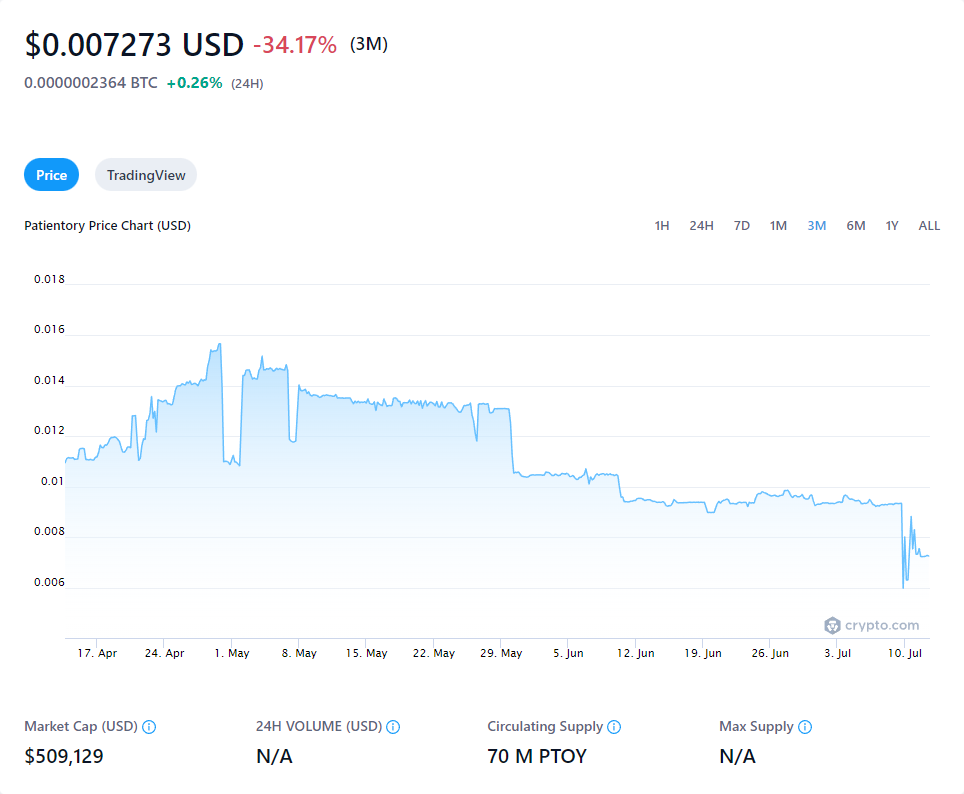 $0.007273 USD -34.17% (3M)
0.0000002364 BTC +0.26% (24H)
Price TradingView
Patientory Price Chart (USD) 1H 24H 7D 1M 3M 6M 1Y ALL
0.018
0.016
0.014
0.012
0.01
0.008
0.006
crypto.com
17. Apr 24. Apr 1. May 8. May 15. May 22. May 29. May 5. Jun 12. Jun 19. Jun 26. Jun 3. Jul 10. Jul
Market Cap (USD) 24H VOLUME (USD) Circulating Supply Max Supply
$509,129 N/A 70 M PTOY N/A